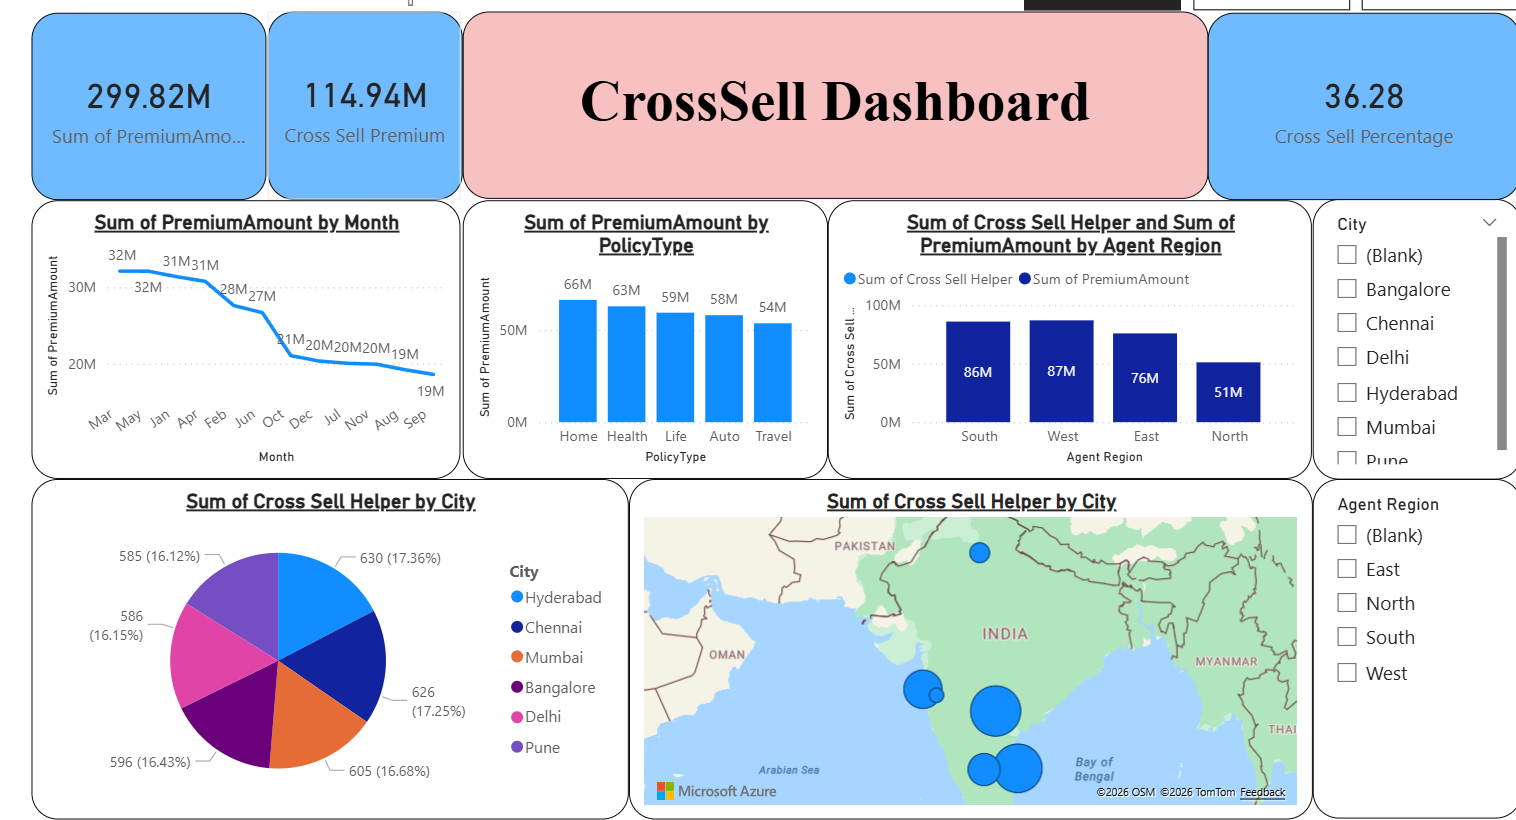 299.82M
Sum of PremiumAmo...
114.94M
Cross Sell Premium
CrossSell Dashboard
36.28
Cross Sell Percentage
Sum of PremiumAmount by Month
Sum of PremiumAmount
30M
20M
32M
32M
31M
31M
28M
27M
21M
20M
20M
20M
19M
19M
Mar
May
Jan
Apr
Feb
Jun
Oct
Dec
Jul
Nov
Aug
Sep
Month
Sum of PremiumAmount by
PolicyType
Sum of PremiumAmount
50M
0M
66M
63M
59M
58M
54M
Home
Health
Life
Auto
Travel
PolicyType
Sum of Cross Sell Helper and Sum of
PremiumAmount by Agent Region
Sum of Cross Sell Helper
Sum of PremiumAmount
Sum of Cross Sell ...
100M
50M
0M
86M
87M
76M
51M
South
West
East
North
Agent Region
City
(Blank)
Bangalore
Chennai
Delhi
Hyderabad
Mumbai
Pune
Sum of Cross Sell Helper by City
585 (16.12%)
630 (17.36%)
586
(16.15%)
626
(17.25%)
596 (16.43%)
605 (16.68%)
City
Hyderabad
Chennai
Mumbai
Bangalore
Delhi
Pune
Sum of Cross Sell Helper by City
PAKISTAN
INDIA
OMAN
MYANMAR
THAI
Arabian Sea
Bay of
Bengal
Microsoft Azure
©2026 OSM ©2026 TomTom Feedback
Agent Region
(Blank)
East
North
South
West